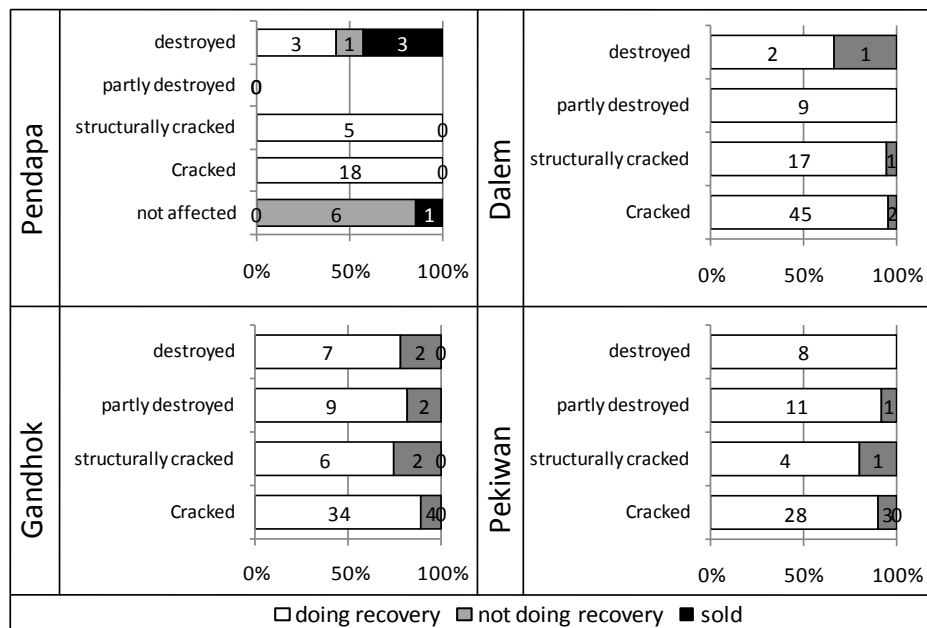 Pendapa
destroyed 3 1 3
partly destroyed 0
structurally cracked 5 0
Cracked 18 0
not affected 0 6 1
0% 50% 100%
Dalem
destroyed 2 1
partly destroyed 9
structurally cracked 17 1
Cracked 45 2
0% 50% 100%
Gandhok
destroyed 7 2 0
partly destroyed 9 2
structurally cracked 6 2 0
Cracked 34 4 0
0% 50% 100%
Pekiwan
destroyed 8
partly destroyed 11 1
structurally cracked 4 1
Cracked 28 3 0
0% 50% 100%
doing recovery not doing recovery sold